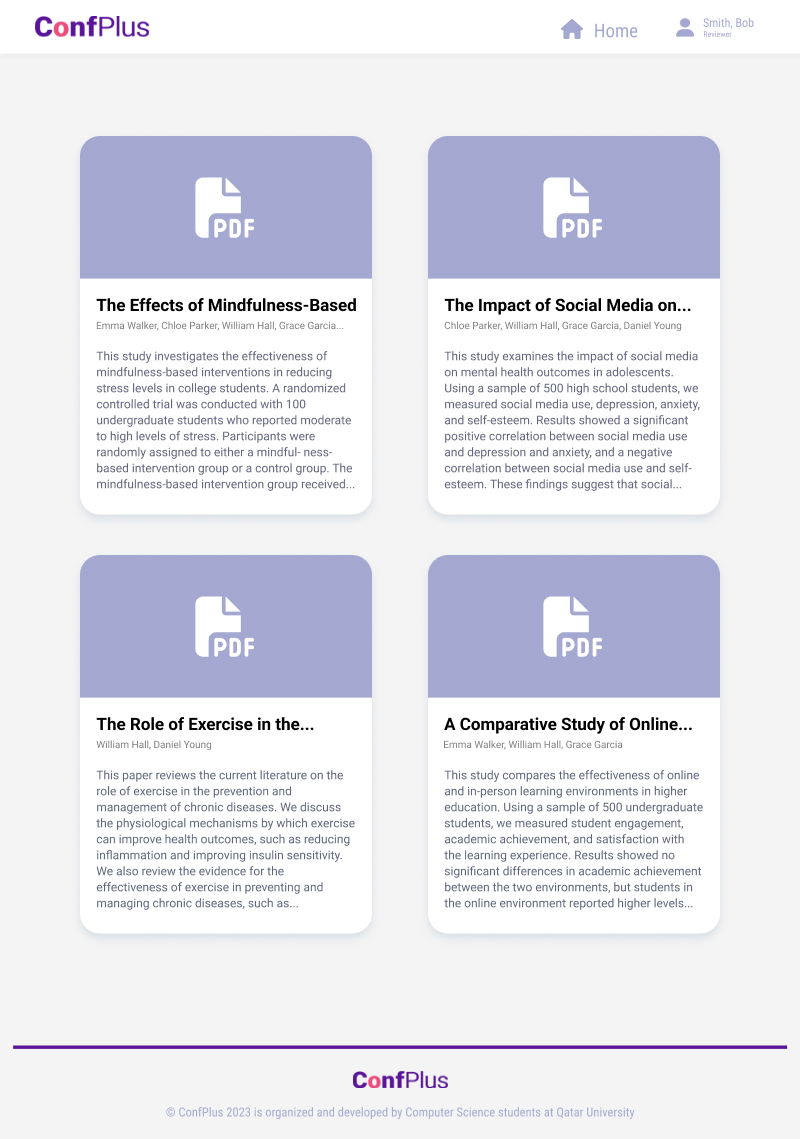 ConfPlus
Home
Smith, Bob
Reviewer
PDF
The Effects of Mindfulness-Based
Emma Walker, Chloe Parker, William Hall, Grace Garcia...
This study investigates the effectiveness of
mindfulness-based interventions in reducing
stress levels in college students. A randomized
controlled trial was conducted with 100
undergraduate students who reported moderate
to high levels of stress. Participants were
randomly assigned to either a mindful- ness-
based intervention group or a control group. The
mindfulness-based intervention group received...
PDF
The Impact of Social Media on...
Chloe Parker, William Hall, Grace Garcia, Daniel Young
This study examines the impact of social media
on mental health outcomes in adolescents.
Using a sample of 500 high school students, we
measured social media use, depression, anxiety,
and self-esteem. Results showed a significant
positive correlation between social media use
and depression and anxiety, and a negative
correlation between social media use and self-
esteem. These findings suggest that social...
PDF
The Role of Exercise in the...
William Hall, Daniel Young
This paper reviews the current literature on the
role of exercise in the prevention and
management of chronic diseases. We discuss
the physiological mechanisms by which exercise
can improve health outcomes, such as reducing
inflammation and improving insulin sensitivity.
We also review the evidence for the
effectiveness of exercise in preventing and
managing chronic diseases, such as...
PDF
A Comparative Study of Online...
Emma Walker, William Hall, Grace Garcia
This study compares the effectiveness of online
and in-person learning environments in higher
education. Using a sample of 500 undergraduate
students, we measured student engagement,
academic achievement, and satisfaction with
the learning experience. Results showed no
significant differences in academic achievement
between the two environments, but students in
the online environment reported higher levels...
ConfPlus
© ConfPlus 2023 is organized and developed by Computer Science students at Qatar University